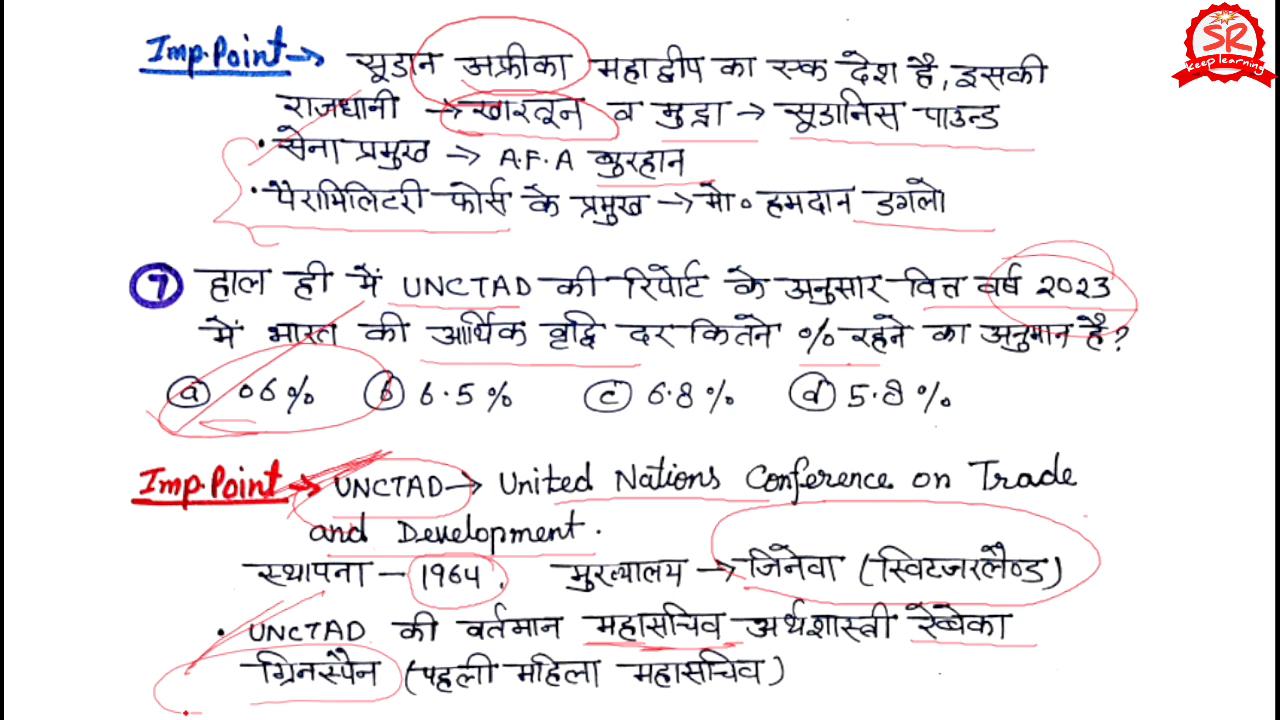 SR
Keep learning
Imp.Point → सूडान अफ्रीका महाद्वीप का एक देश है, इसकी
राजधानी → खारतून व मुद्रा → सूडानिस पाउन्ड
• सेना प्रमुख → A.F.A बुरहान
• पैरामिलिटरी फोर्स के प्रमुख → मो० हमदान डगलो
7 हाल ही में UNCTAD की रिपोर्ट के अनुसार वित्त वर्ष 2023
में भारत की आर्थिक वृद्धि दर कितने % रहने का अनुमान है?
(a) 06% (b) 6.5% (c) 6.8% (d) 5.8%
Imp.Point → UNCTAD → United Nations Conference on Trade
and Development.
स्थापना - 1964. मुख्यालय → जिनेवा (स्विटजरलैण्ड)
• UNCTAD की वर्तमान महासचिव अर्थशास्त्री रेब्बेका
ग्रिनस्पैन (पहली महिला महासचिव)